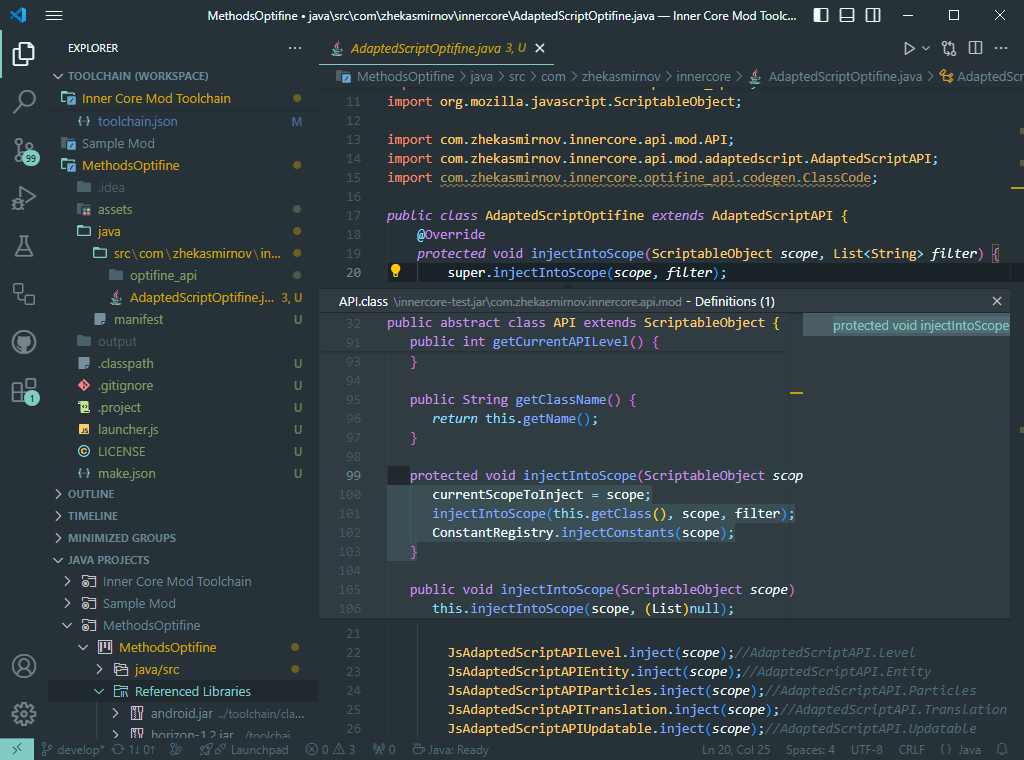 MethodsOptifine • java\src\com\zhekasmirnov\innercore\AdaptedScriptOptifine.java — Inner Core Mod Toolc...
EXPLORER
TOOLCHAIN (WORKSPACE)
Inner Core Mod Toolchain
toolchain.json M
Sample Mod
MethodsOptifine
.idea
assets
java
src\com\zhekasmirnov\in...
optifine_api
AdaptedScriptOptifine.j... 3, U
manifest U
output
.classpath U
.gitignore U
.project U
launcher.js U
LICENSE U
make.json U
OUTLINE
TIMELINE
MINIMIZED GROUPS
JAVA PROJECTS
Inner Core Mod Toolchain
Sample Mod
MethodsOptifine
MethodsOptifine
java/src
Referenced Libraries
android.jar ../toolchain/cla...
horizon-1.2.jar ../toolchai...
99
1
AdaptedScriptOptifine.java 3, U
MethodsOptifine > java > src > com > zhekasmirnov > innercore > AdaptedScriptOptifine.java > AdaptedScr
11 import org.mozilla.javascript.ScriptableObject;
12
13 import com.zhekasmirnov.innercore.api.mod.API;
14 import com.zhekasmirnov.innercore.api.mod.adaptedscript.AdaptedScriptAPI;
15 import com.zhekasmirnov.innercore.optifine_api.codegen.ClassCode;
16
17 public class AdaptedScriptOptifine extends AdaptedScriptAPI {
18 @Override
19 protected void injectIntoScope(ScriptableObject scope, List<String> filter) {
20 super.injectIntoScope(scope, filter);
API.class \innercore-test.jar\com.zhekasmirnov.innercore.api.mod - Definitions (1)
32 public abstract class API extends ScriptableObject {
91 public int getCurrentAPILevel() {
93 }
94
95 public String getClassName() {
96 return this.getName();
97 }
98
99 protected void injectIntoScope(ScriptableObject scop
100 currentScopeToInject = scope;
101 injectIntoScope(this.getClass(), scope, filter);
102 ConstantRegistry.injectConstants(scope);
103 }
104
105 public void injectIntoScope(ScriptableObject scope)
106 this.injectIntoScope(scope, (List)null);
protected void injectIntoScope
21
22 JsAdaptedScriptAPILevel.inject(scope);//AdaptedScriptAPI.Level
23 JsAdaptedScriptAPIEntity.inject(scope);//AdaptedScriptAPI.Entity
24 JsAdaptedScriptAPIParticles.inject(scope);//AdaptedScriptAPI.Particles
25 JsAdaptedScriptAPITranslation.inject(scope);//AdaptedScriptAPI.Translation
26 JsAdaptedScriptAPIUpdatable.inject(scope);//AdaptedScriptAPI.Updatable
develop* 1↓ 0↑ Launchpad 0 3 0 Java: Ready Ln 20, Col 25 Spaces: 4 UTF-8 CRLF {} Java